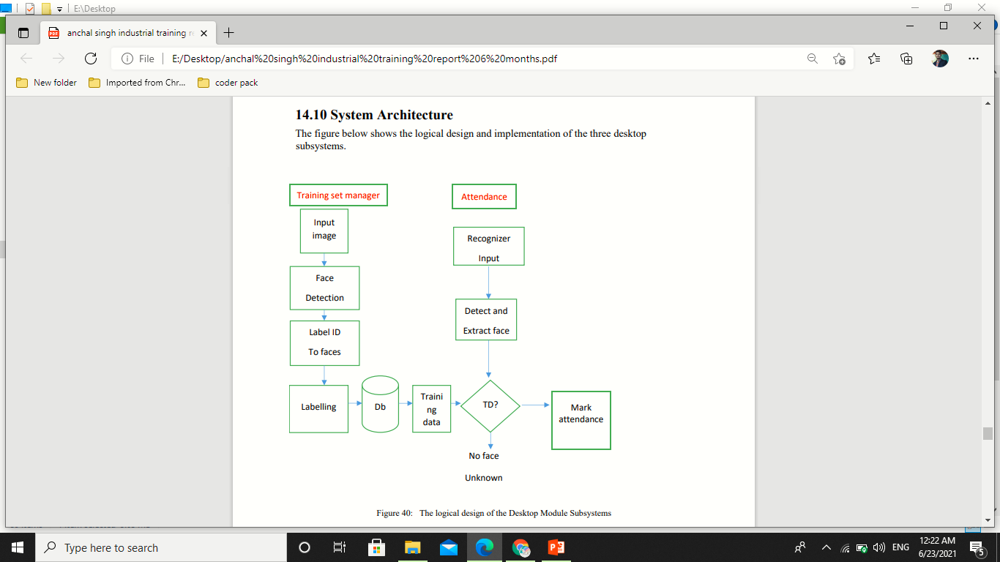 E:\Desktop
anchal singh industrial training r
File
E:/Desktop/anchal%20singh%20industrial%20training%20report%206%20months.pdf
New folder
Imported from Chr...
coder pack
14.10 System Architecture
The figure below shows the logical design and implementation of the three desktop
subsystems.
Training set manager
Input
image
Face
Detection
Label ID
To faces
Labelling
Db
Traini
ng
data
Attendance
Recognizer
Input
Detect and
Extract face
TD?
Mark
attendance
No face
Unknown
Figure 40: The logical design of the Desktop Module Subsystems
Type here to search
ENG
12:22 AM
6/23/2021
5